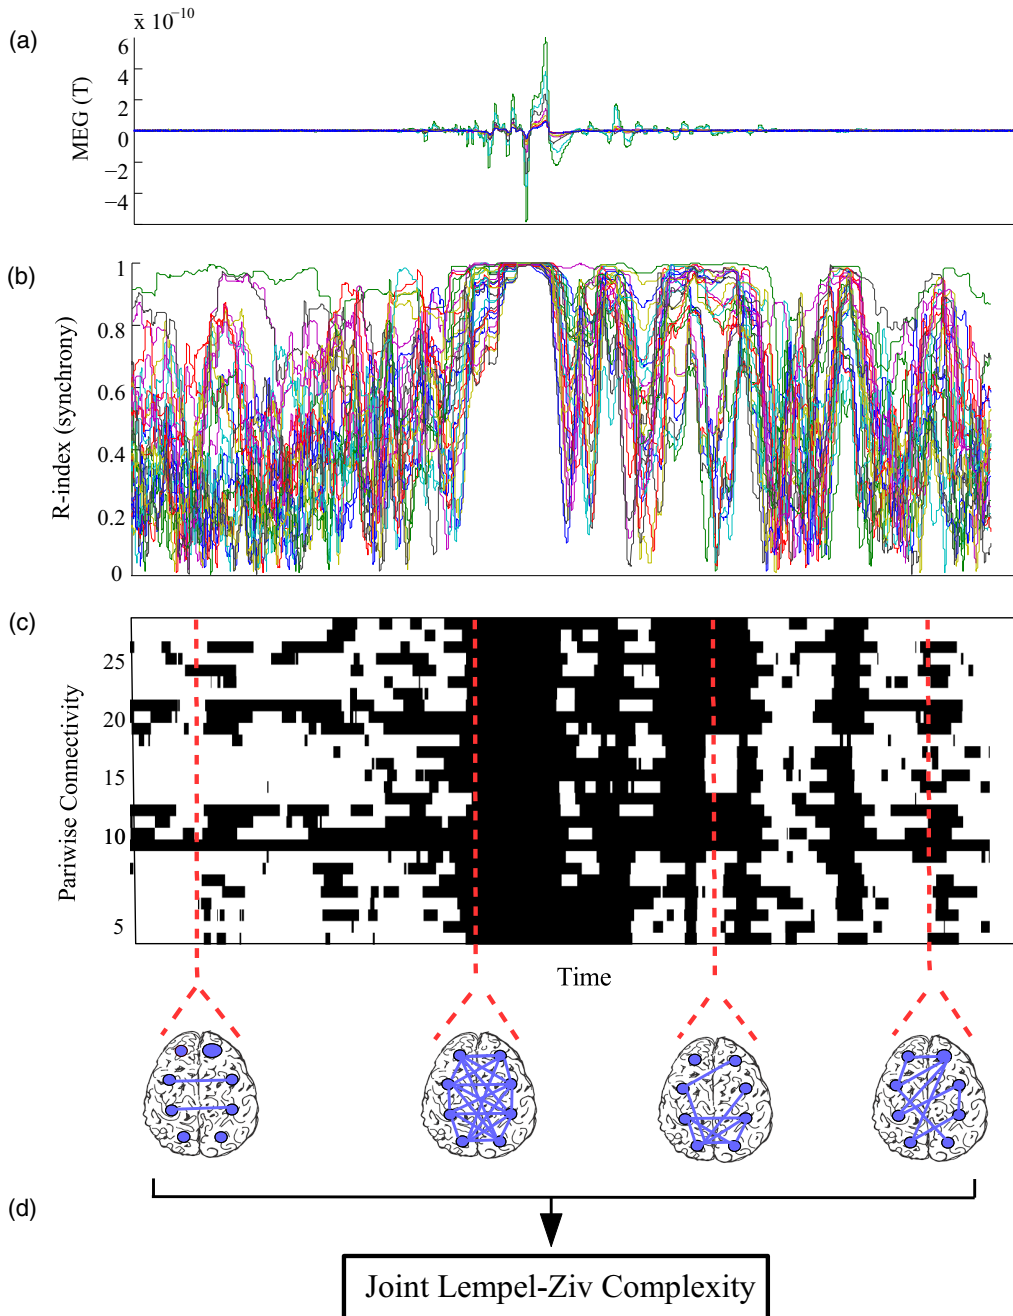 (a)
x̄ 10⁻¹⁰
MEG (T)
6
4
2
0
−2
−4
(b)
R-index (synchrony)
1
0.8
0.6
0.4
0.2
0
(c)
Pariwise Connectivity
25
20
15
10
5
Time
(d)
Joint Lempel-Ziv Complexity